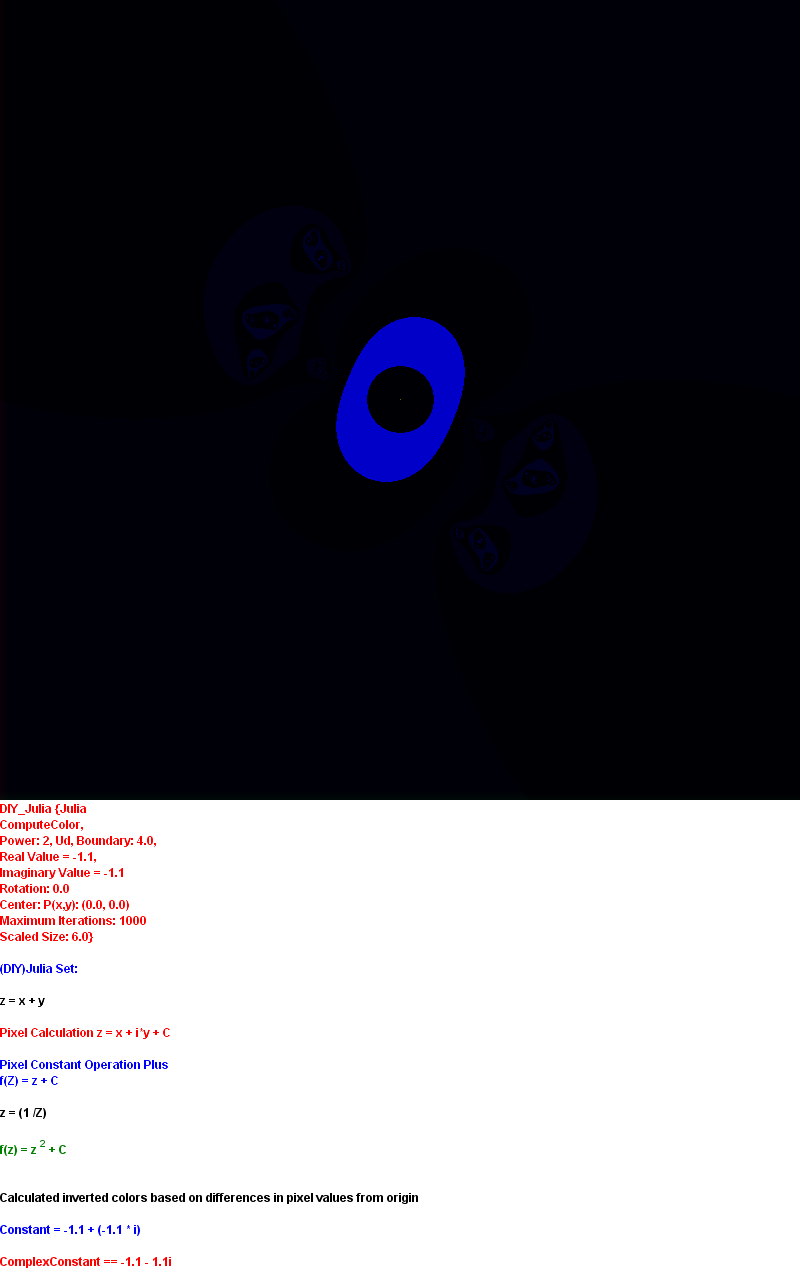 DIY_Julia {Julia
ComputeColor,
Power: 2, Ud, Boundary: 4.0,
Real Value = -1.1,
Imaginary Value = -1.1
Rotation: 0.0
Center: P(x,y): (0.0, 0.0)
Maximum Iterations: 1000
Scaled Size: 6.0}
(DIY)Julia Set:
z = x + y
Pixel Calculation z = x + i*y + C
Pixel Constant Operation Plus
f(Z) = z + C
z = (1 /Z)
f(z) = z ² + C
Calculated inverted colors based on differences in pixel values from origin
Constant = -1.1 + (-1.1 * i)
ComplexConstant == -1.1 - 1.1i